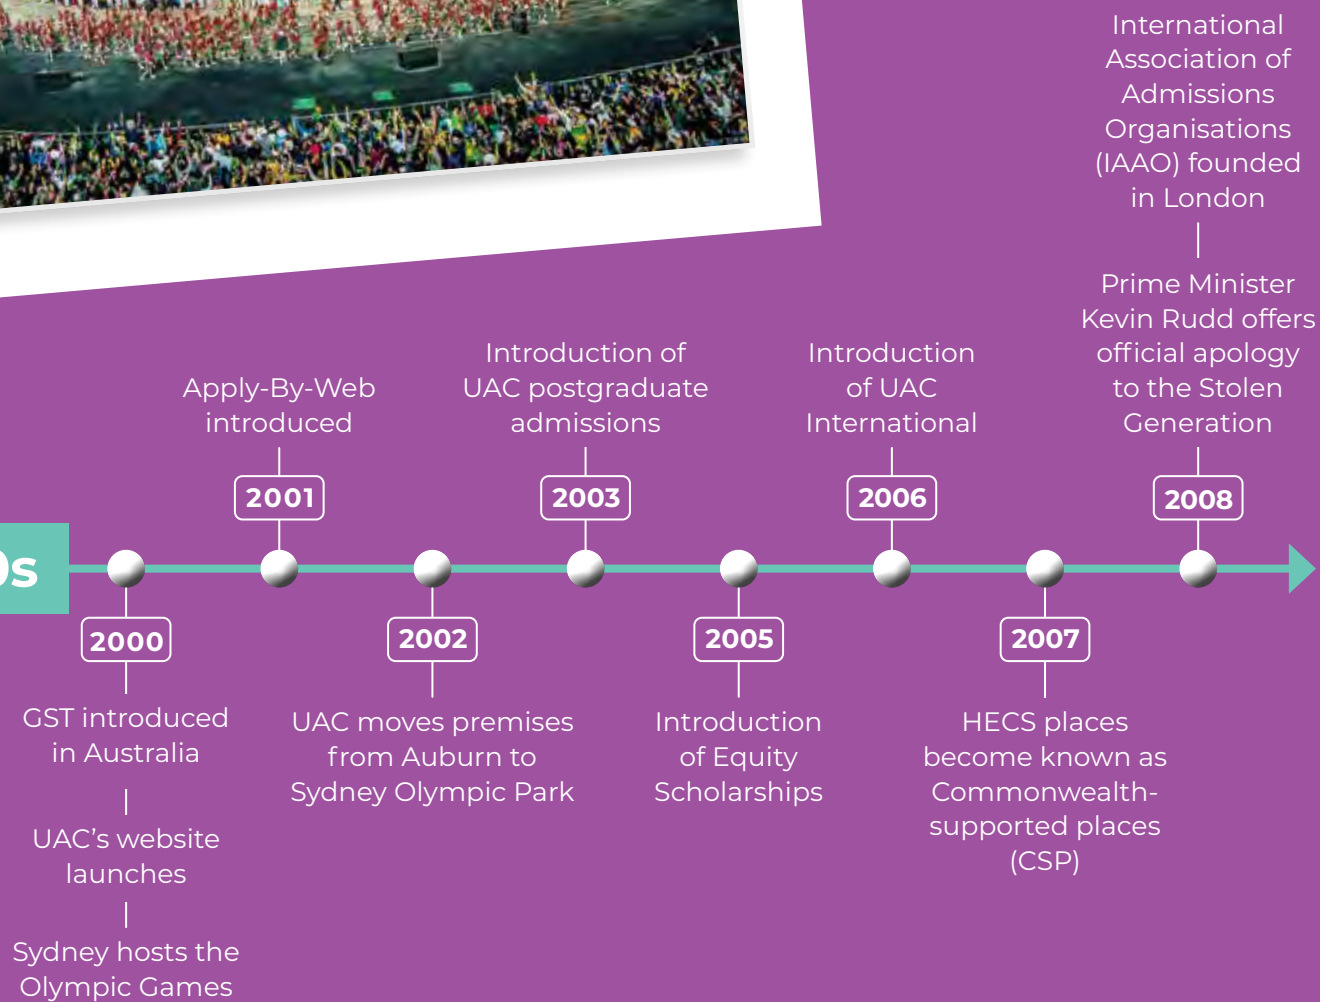 International
Association of
Admissions
Organisations
(IAAO) founded
in London
Prime Minister
Kevin Rudd offers
official apology
to the Stolen
Generation
Apply-By-Web
introduced
Introduction of
UAC postgraduate
admissions
Introduction
of UAC
International
2001
2003
2006
2008
0s
2000
2002
2005
2007
GST introduced
in Australia
UAC’s website
launches
Sydney hosts the
Olympic Games
UAC moves premises
from Auburn to
Sydney Olympic Park
Introduction
of Equity
Scholarships
HECS places
become known as
Commonwealth-
supported places
(CSP)